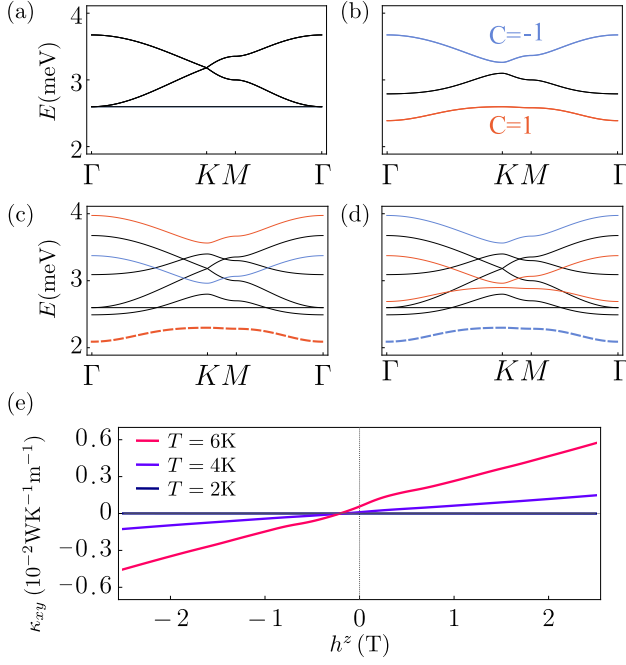 (a)
(b)
4
3
2
E(meV)
Γ
K
M
Γ
C=-1
C=1
Γ
K
M
Γ
(c)
(d)
4
3
2
E(meV)
Γ
K
M
Γ
Γ
K
M
Γ
(e)
0.6
0.3
0
−0.3
−0.6
κxy (10−2WK−1m−1)
T = 6K
T = 4K
T = 2K
−2
−1
0
1
2
hz (T)